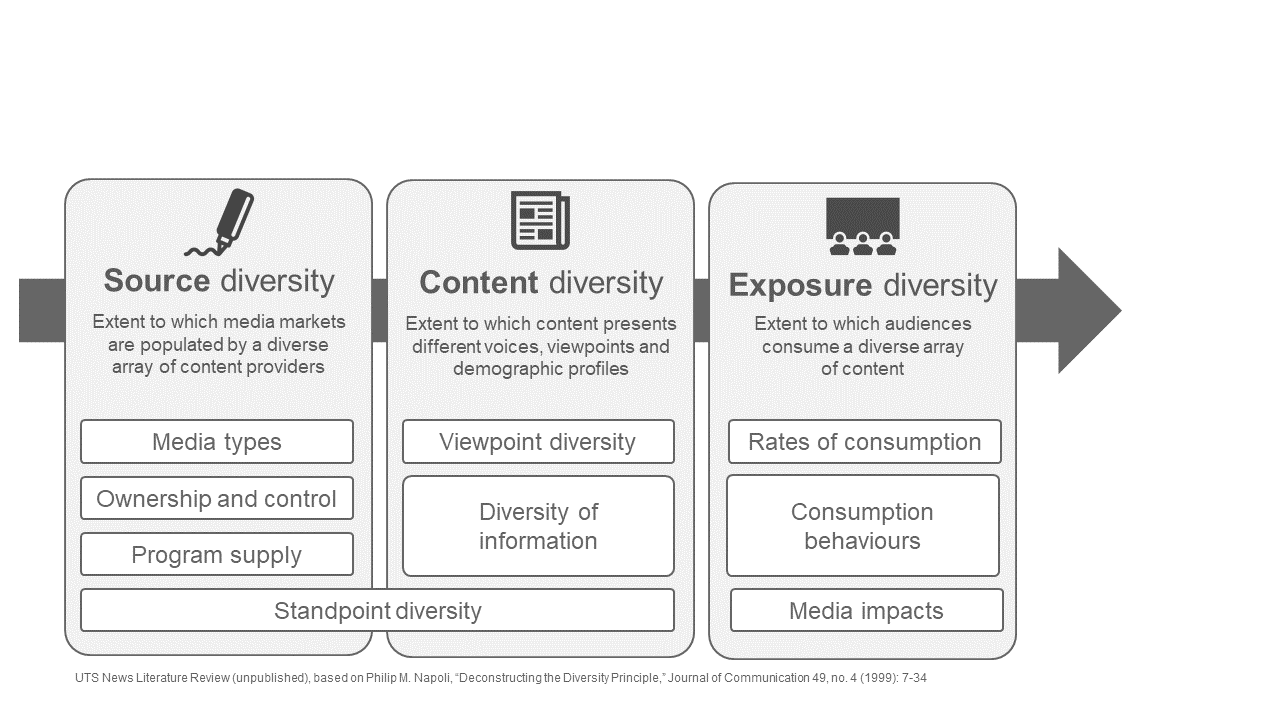 Source diversity
Extent to which media markets
are populated by a diverse
array of content providers
Media types
Ownership and control
Program supply
Content diversity
Extent to which content presents
different voices, viewpoints and
demographic profiles
Viewpoint diversity
Diversity of
information
Standpoint diversity
Exposure diversity
Extent to which audiences
consume a diverse array
of content
Rates of consumption
Consumption
behaviours
Media impacts
UTS News Literature Review (unpublished), based on Philip M. Napoli, “Deconstructing the Diversity Principle,” Journal of Communication 49, no. 4 (1999): 7-34